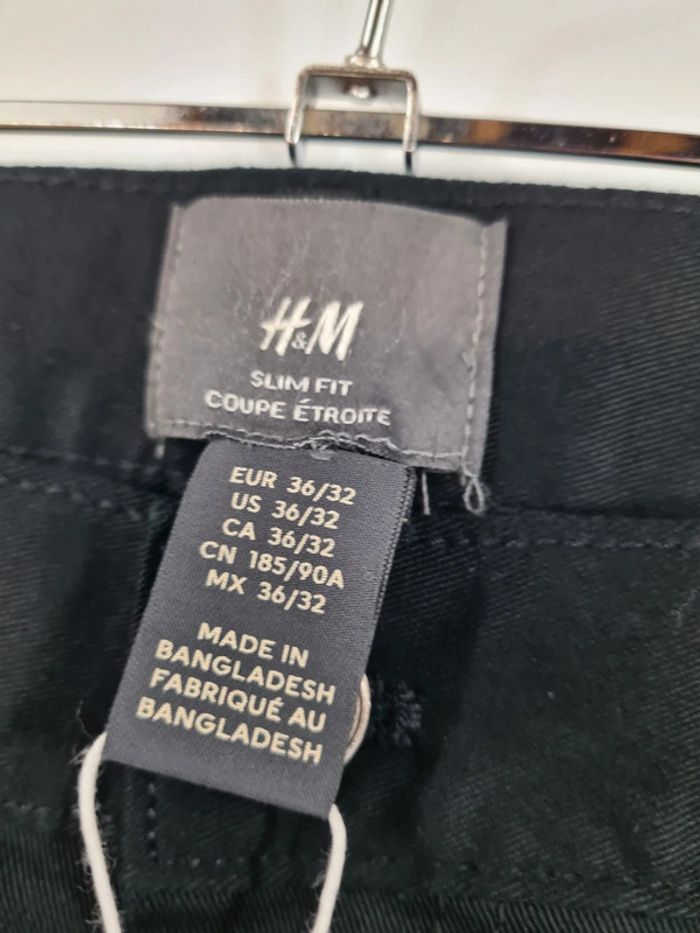 H&M
SLIM FIT
COUPE ÉTROITE
EUR 36/32
US 36/32
CA 36/32
CN 185/90A
MX 36/32
MADE IN
BANGLADESH
FABRIQUÉ AU
BANGLADESH